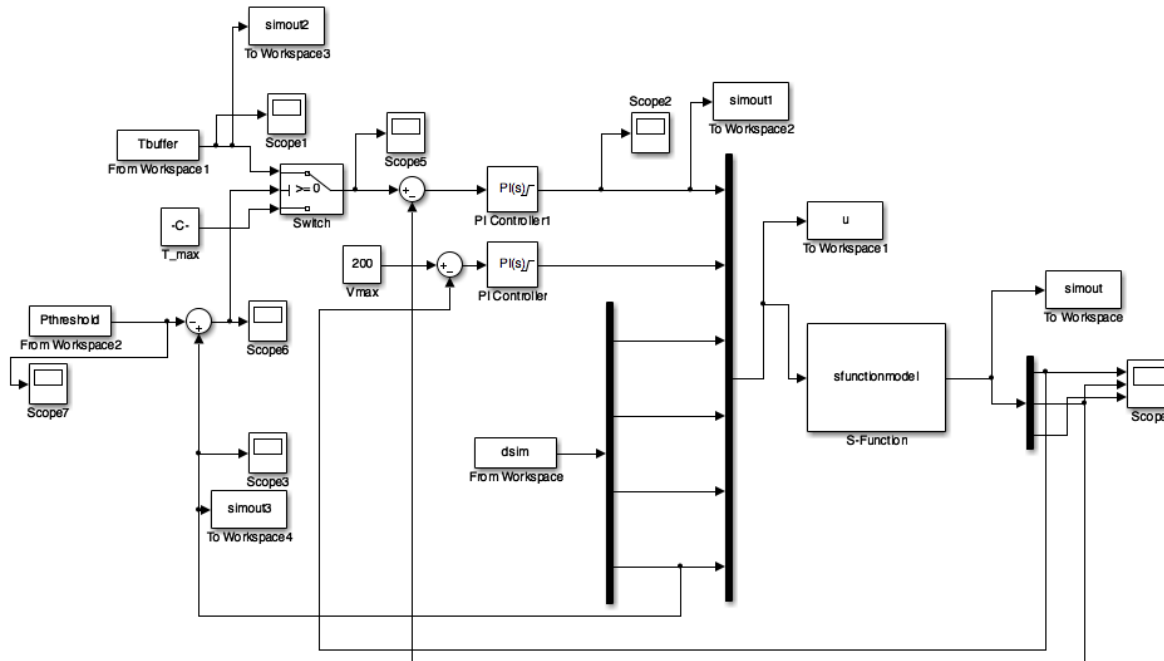 simout2
To Workspace3
Scope1
Tbuffer
From Workspace1
Scope5
>= 0
Switch
-C-
T_max
+
−
PI(s)
PI Controller1
Scope2
simout1
To Workspace2
200
Vmax
+
−
PI(s)
PI Controller
u
To Workspace1
simout
To Workspace
Pthreshold
From Workspace2
−
+
Scope6
Scope7
sfunctionmodel
S-Function
Scope
dsim
From Workspace
Scope3
simout3
To Workspace4